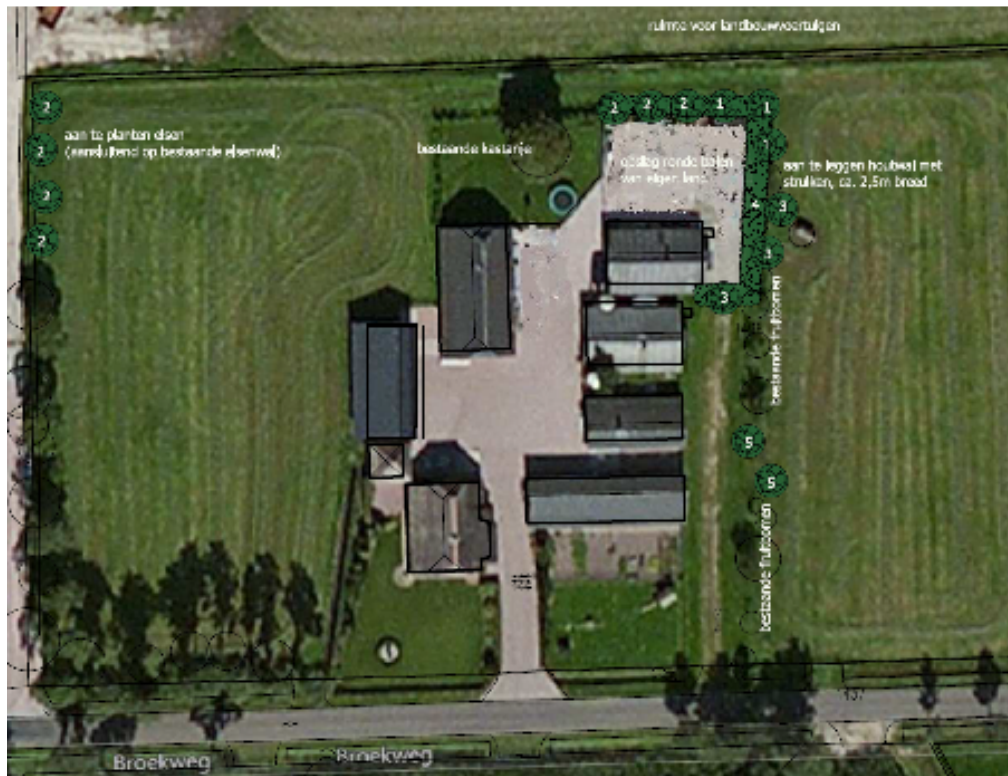 ruimte voor landbouwvoertuigen
2
2
2
2
aan te planten elsen
(aansluitend op bestaande elsenwal)
bestaande kastanje
2
2
2
1
1
1
opslag ronde balen
van eigen land
aan te leggen houtwal met
struiken, ca. 2,5m breed
4
3
3
3
bestaande fruitbomen
5
5
bestaande fruitbomen
Broekweg
Broekweg